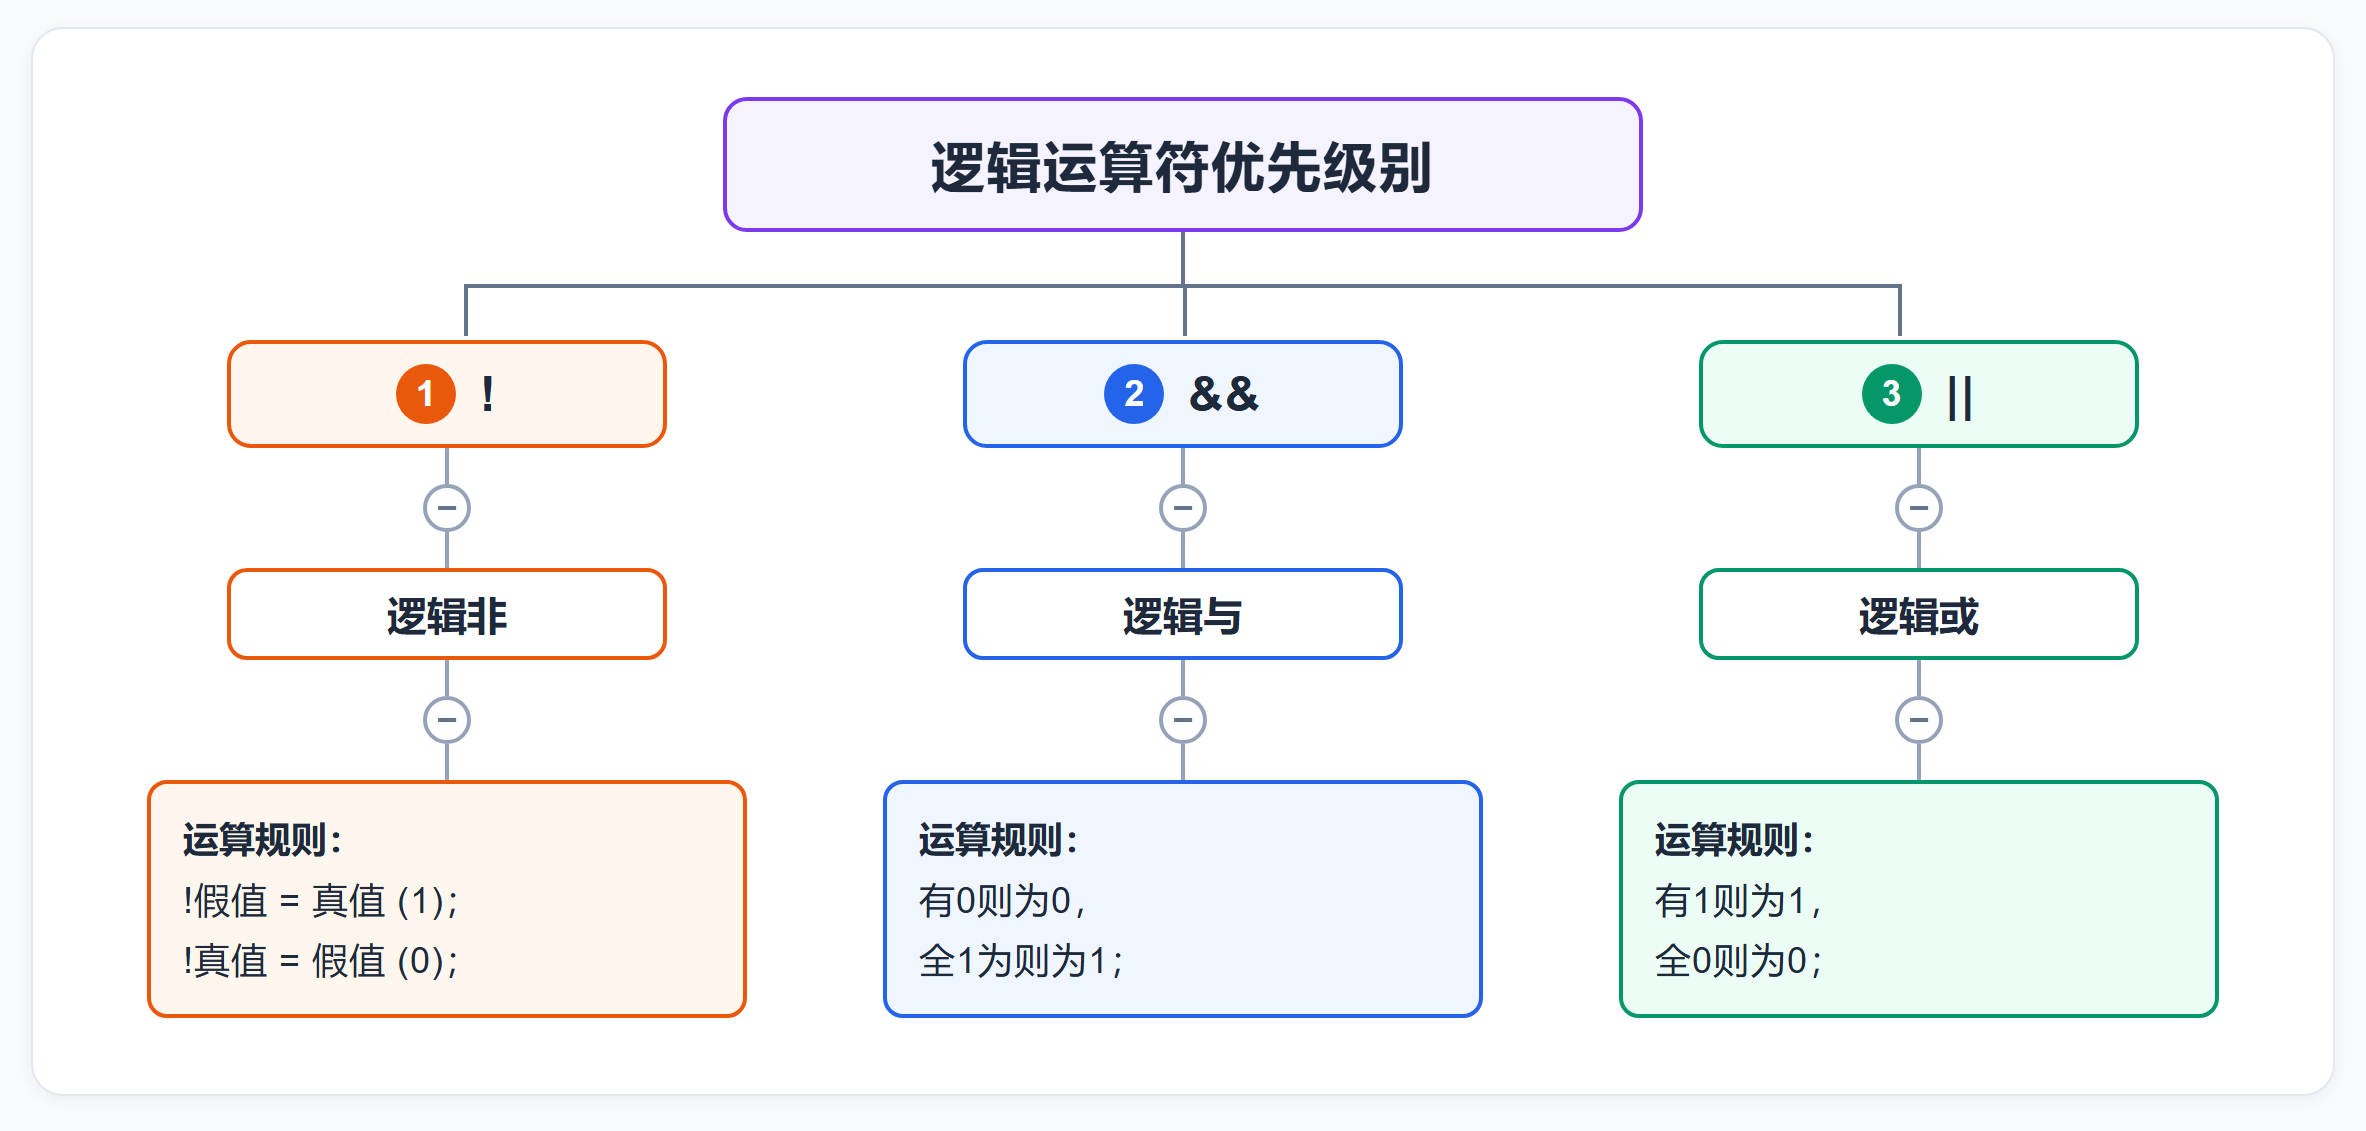 逻辑运算符优先级别
1 !
2 &&
3 ||
逻辑非
逻辑与
逻辑或
运算规则：
!假值 = 真值 (1);
!真值 = 假值 (0);
运算规则：
有0则为0，
全1为则为1；
运算规则：
有1则为1，
全0则为0；